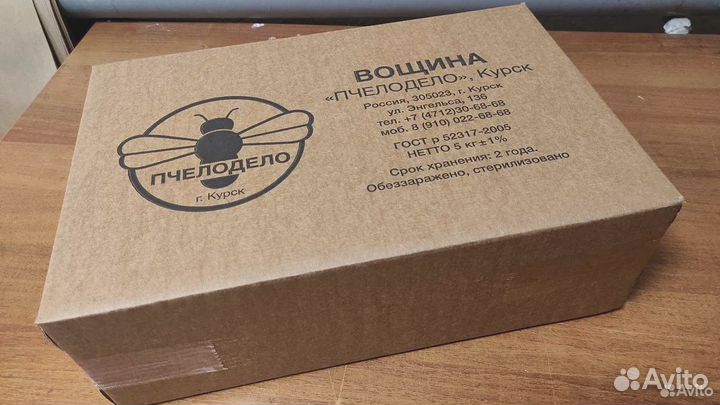 ПЧЕЛОДЕЛО
г. Курск
ВОЩИНА
«ПЧЕЛОДЕЛО», Курск
Россия, 305023, г. Курск
ул. Энгельса, 136
тел. +7 (4712)30-68-68
моб. 8 (910) 022-68-68
ГОСТ р 52317-2005
НЕТТО 5 кг±1%
Срок хранения: 2 года.
Обеззаражено, стерилизовано
Avito
Avito